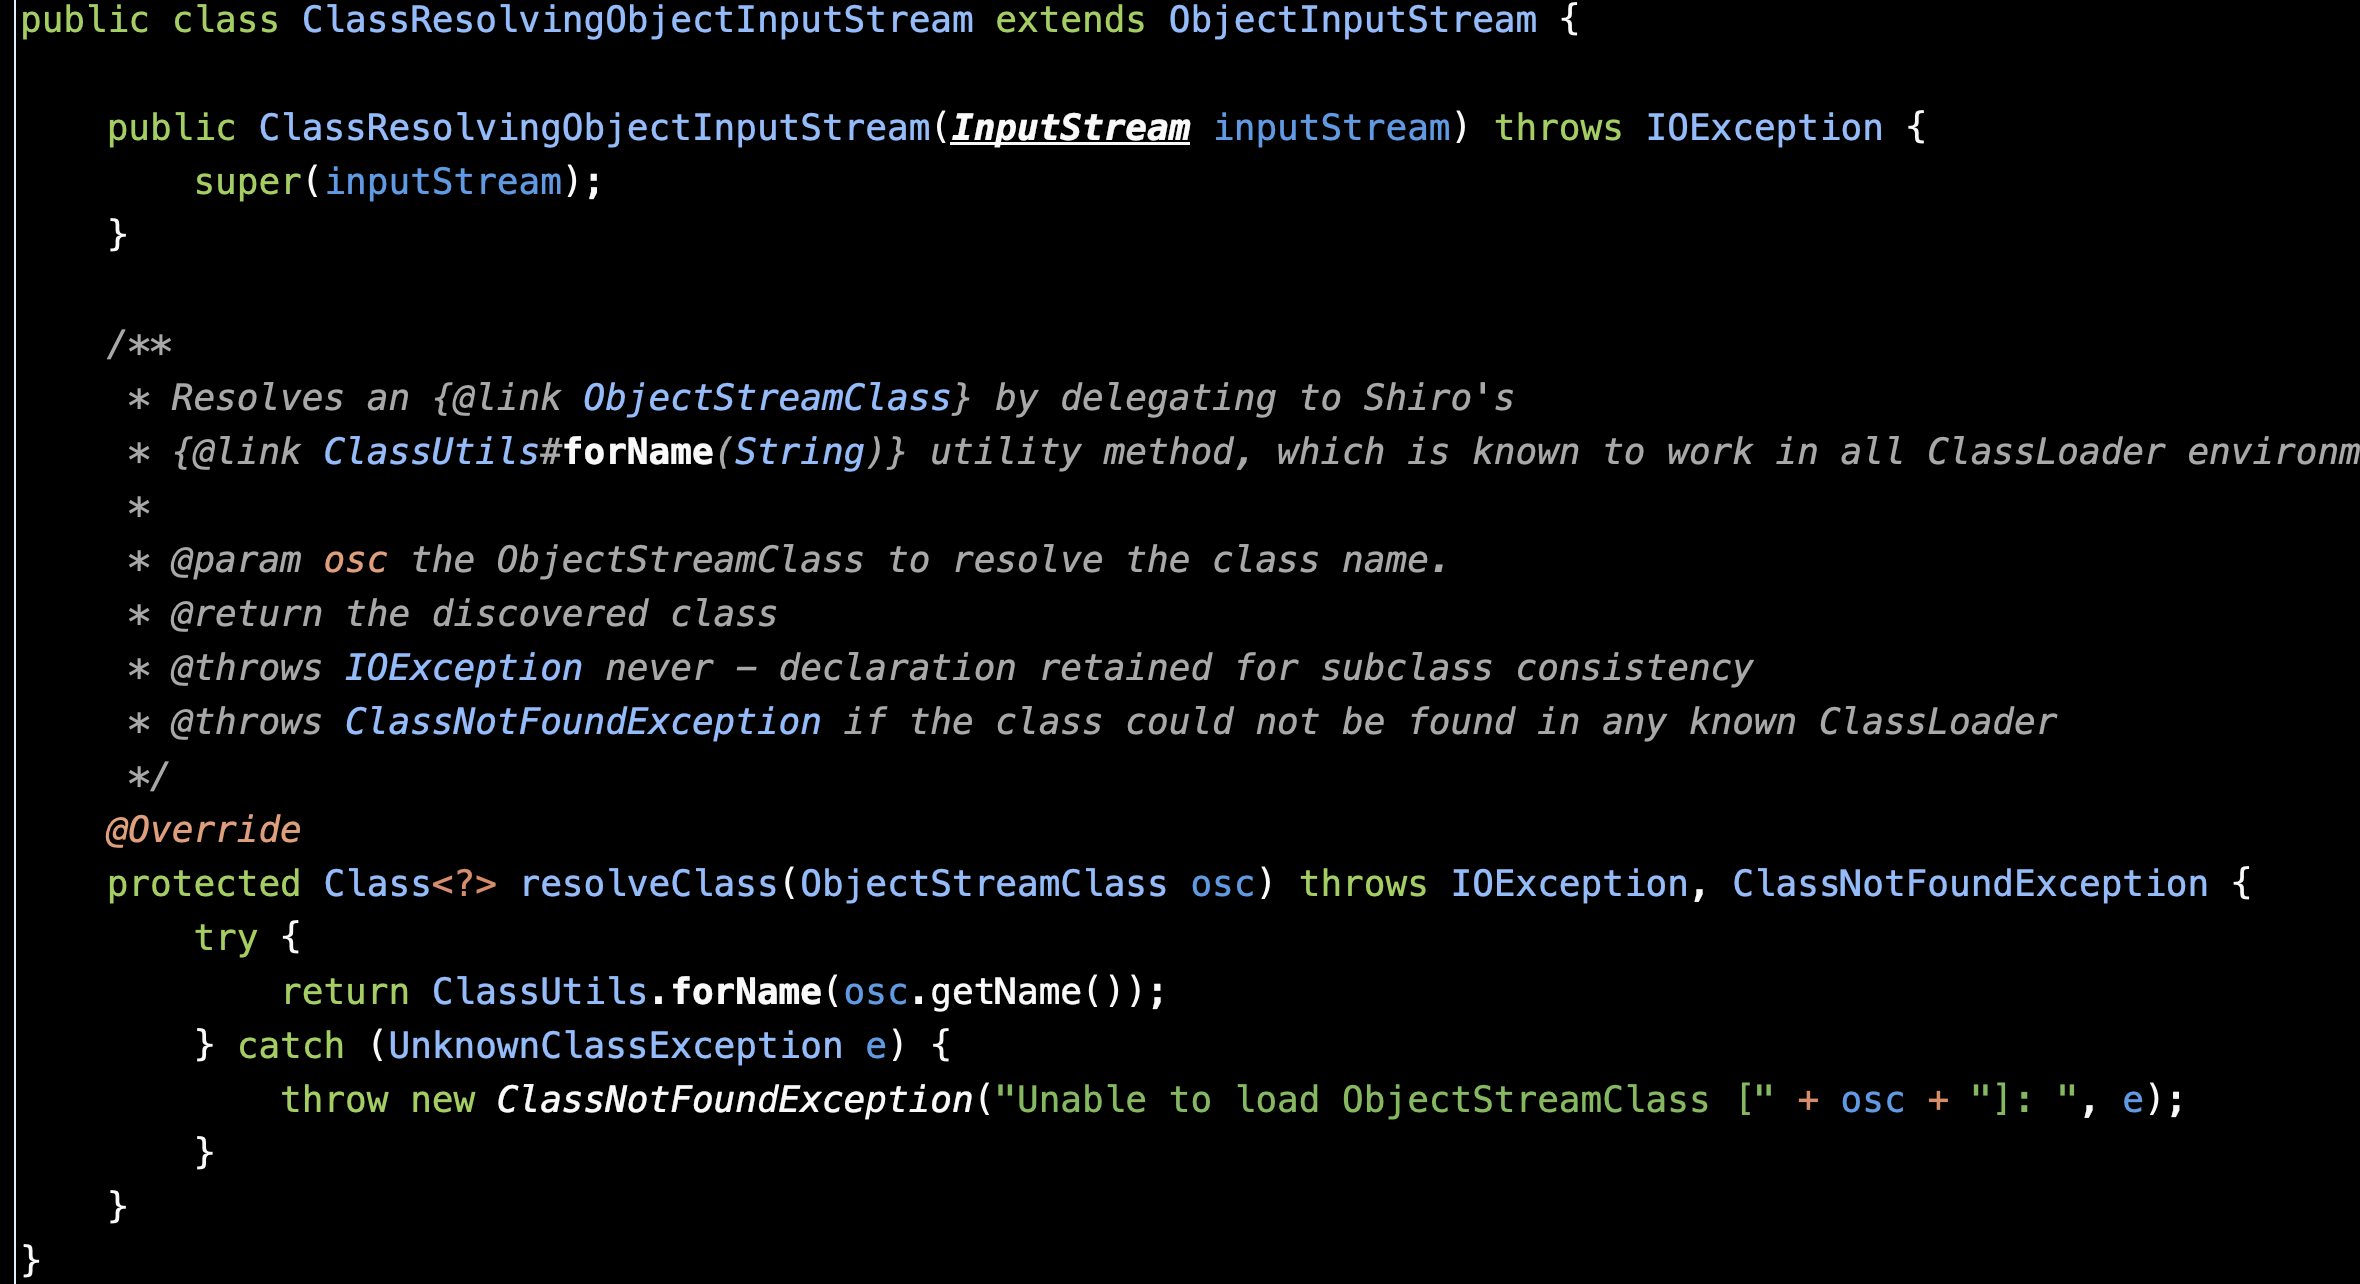 public class ClassResolvingObjectInputStream extends ObjectInputStream {
public ClassResolvingObjectInputStream(InputStream inputStream) throws IOException {
super(inputStream);
}
/**
* Resolves an {@link ObjectStreamClass} by delegating to Shiro's
* {@link ClassUtils#forName(String)} utility method, which is known to work in all ClassLoader environm
*
* @param osc the ObjectStreamClass to resolve the class name.
* @return the discovered class
* @throws IOException never – declaration retained for subclass consistency
* @throws ClassNotFoundException if the class could not be found in any known ClassLoader
*/
@Override
protected Class<?> resolveClass(ObjectStreamClass osc) throws IOException, ClassNotFoundException {
try {
return ClassUtils.forName(osc.getName());
} catch (UnknownClassException e) {
throw new ClassNotFoundException("Unable to load ObjectStreamClass [" + osc + "]: ", e);
}
}
}